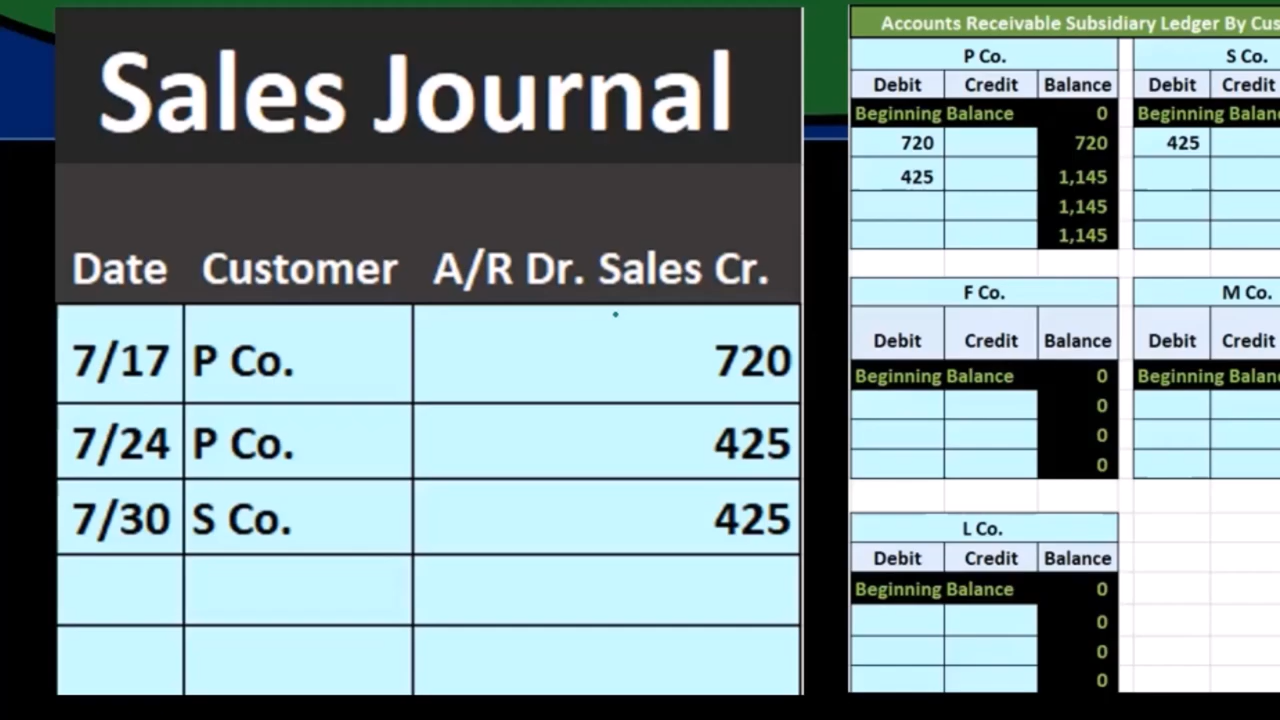 Sales Journal
Date Customer A/R Dr. Sales Cr.
7/17 P Co. 720
7/24 P Co. 425
7/30 S Co. 425
Accounts Receivable Subsidiary Ledger By Cus
P Co.
Debit Credit Balance
Beginning Balance 0
720 720
425 1,145
1,145
1,145
S Co.
Debit Credit
Beginning Balan
425
F Co.
Debit Credit Balance
Beginning Balance 0
0
0
0
M Co.
Debit Credit
Beginning Balan
L Co.
Debit Credit Balance
Beginning Balance 0
0
0
0